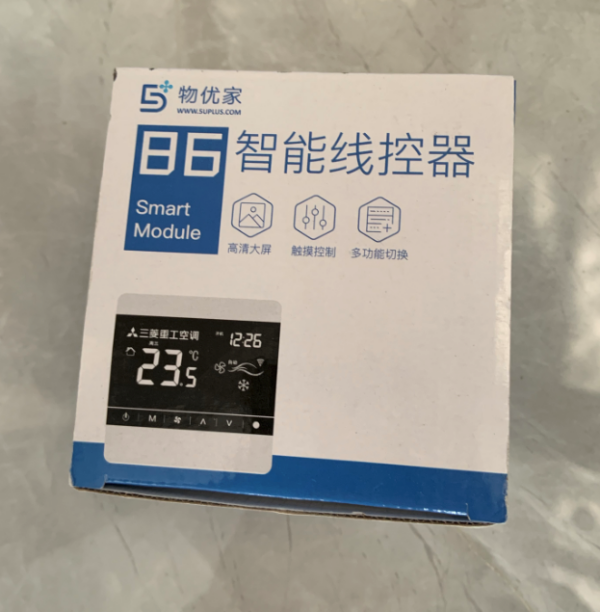 物优家
WWW.5UPLUS.COM
86 智能线控器
Smart
Module
高清大屏 触摸控制 多功能切换
三菱重工空调
12:26
23.5 ℃
M